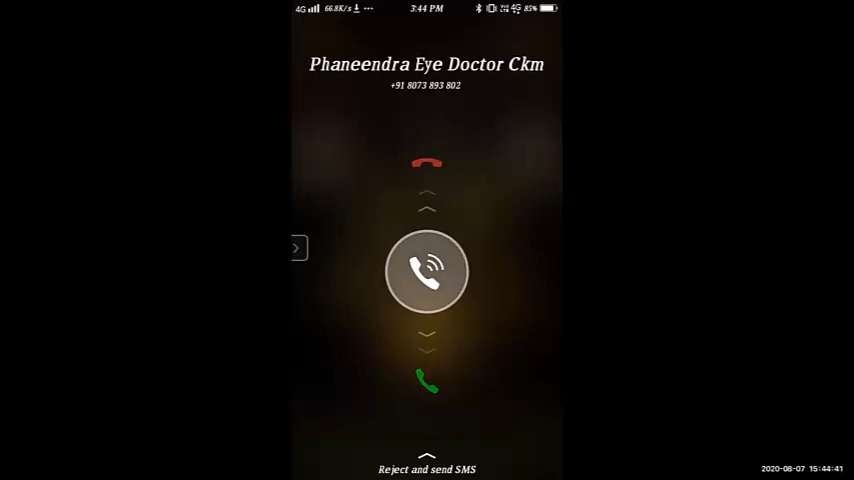 4G 66.8K/s ... 3:44 PM 4G 85%
Phaneendra Eye Doctor Ckm
+91 8073 893 802
Reject and send SMS
2020-08-07 15:44:41